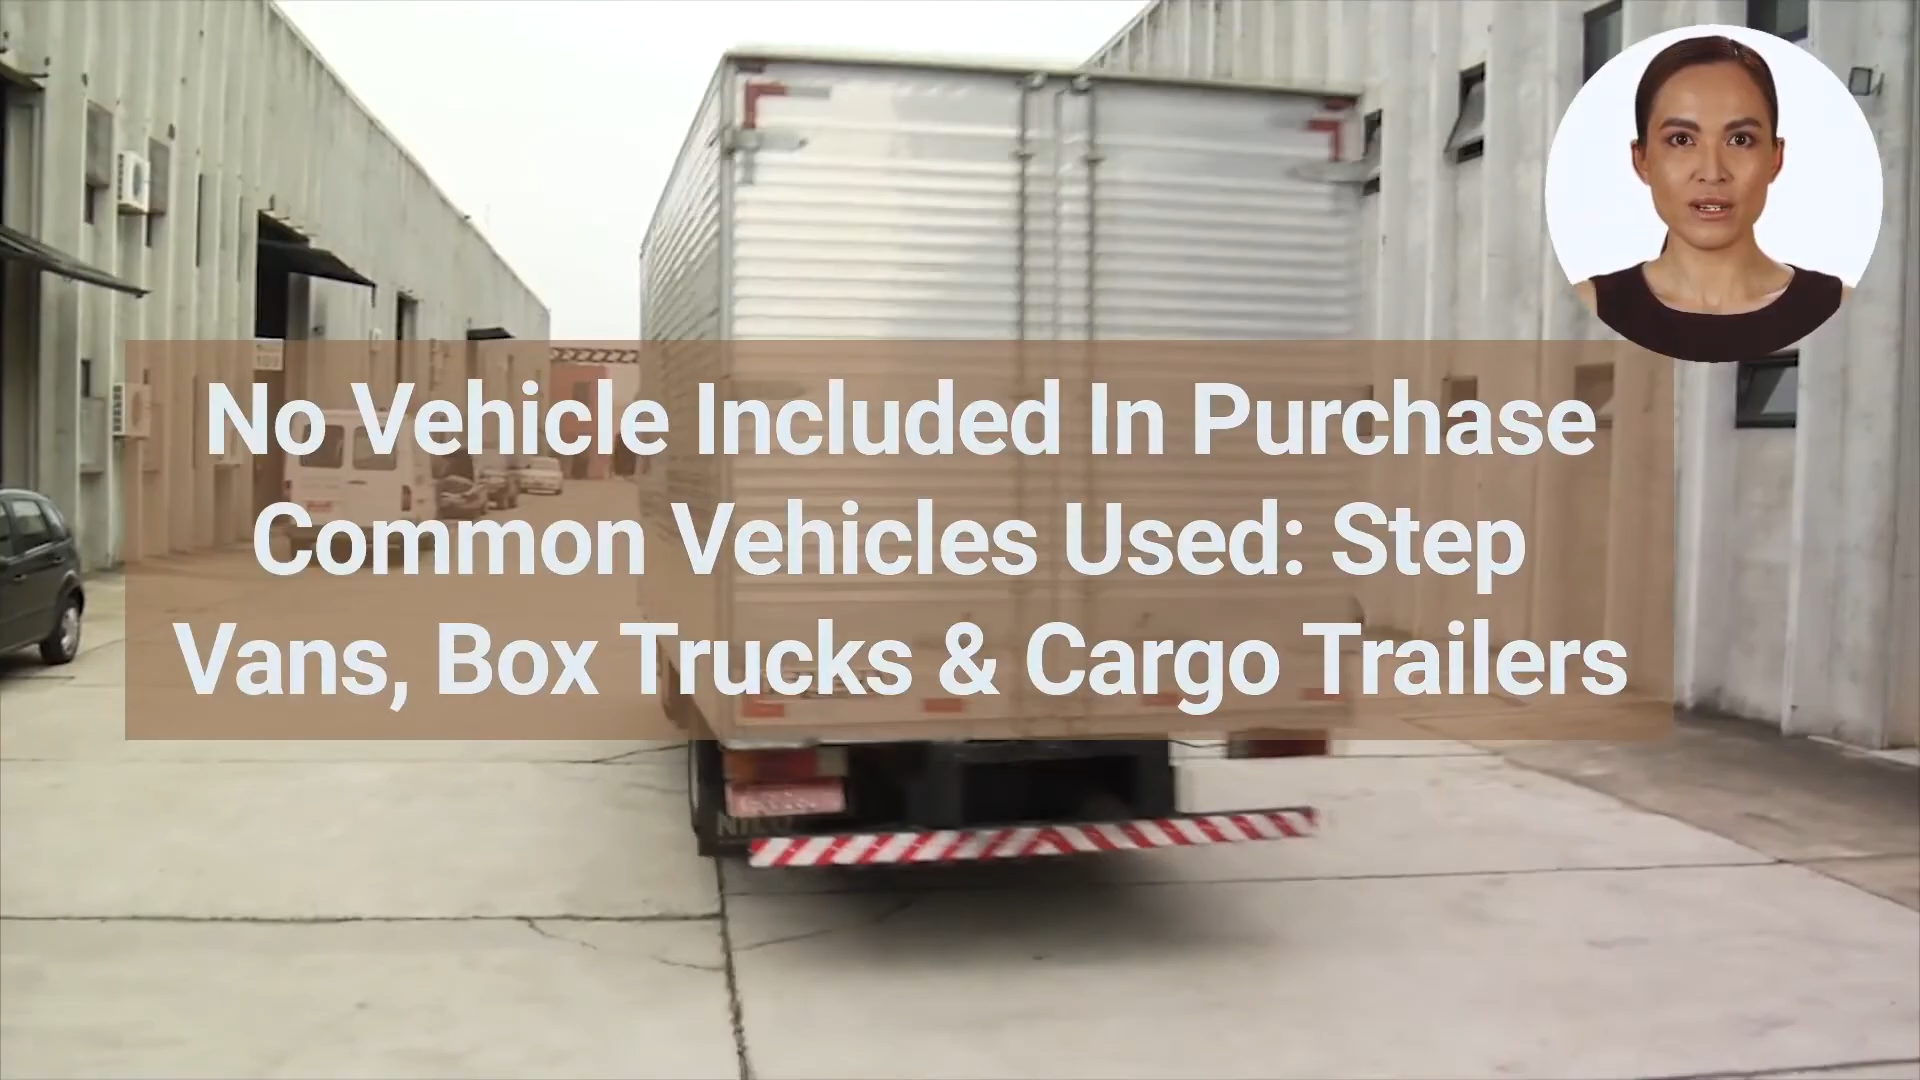 No Vehicle Included In Purchase
Common Vehicles Used: Step
Vans, Box Trucks & Cargo Trailers